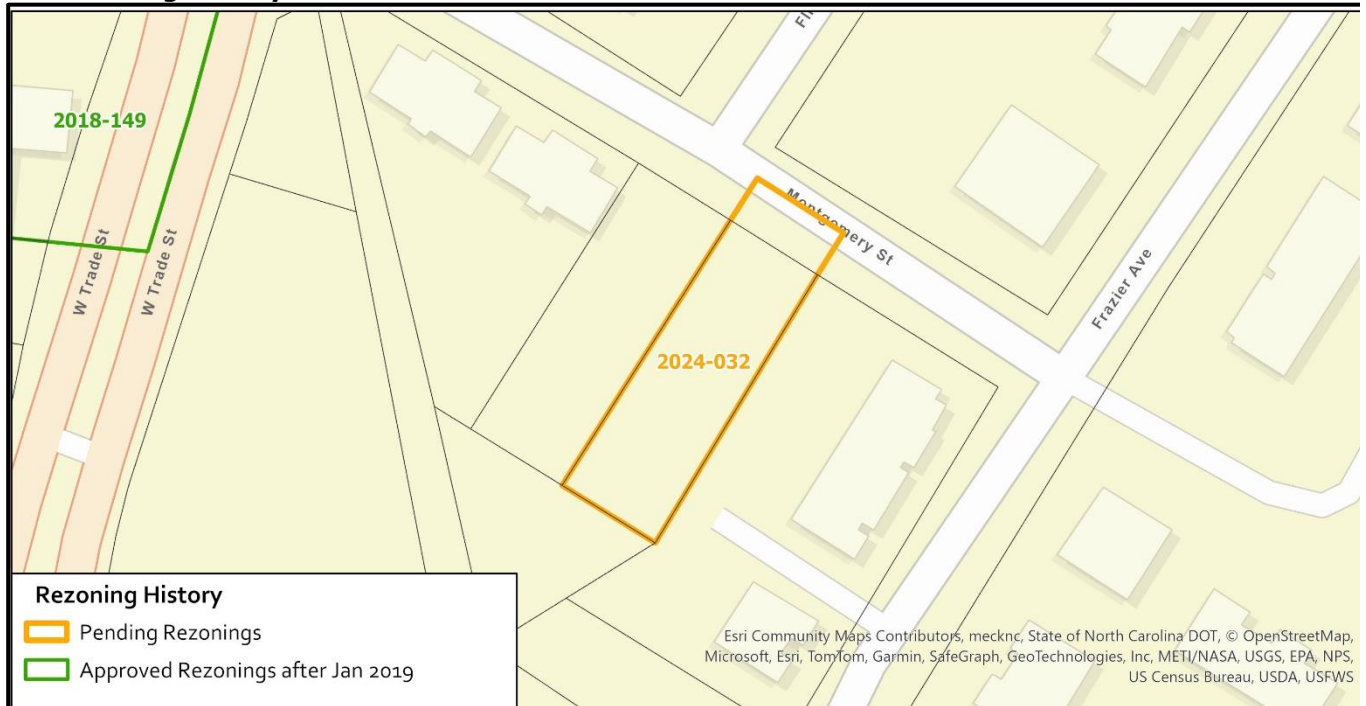 2018-149
W Trade St
W Trade St
Montgomery St
Frazier Ave
2024-032
Rezoning History
Pending Rezonings
Approved Rezonings after Jan 2019
Esri Community Maps Contributors, mecknc, State of North Carolina DOT, © OpenStreetMap,
Microsoft, Esri, TomTom, Garmin, SafeGraph, GeoTechnologies, Inc, METI/NASA, USGS, EPA, NPS,
US Census Bureau, USDA, USFWS